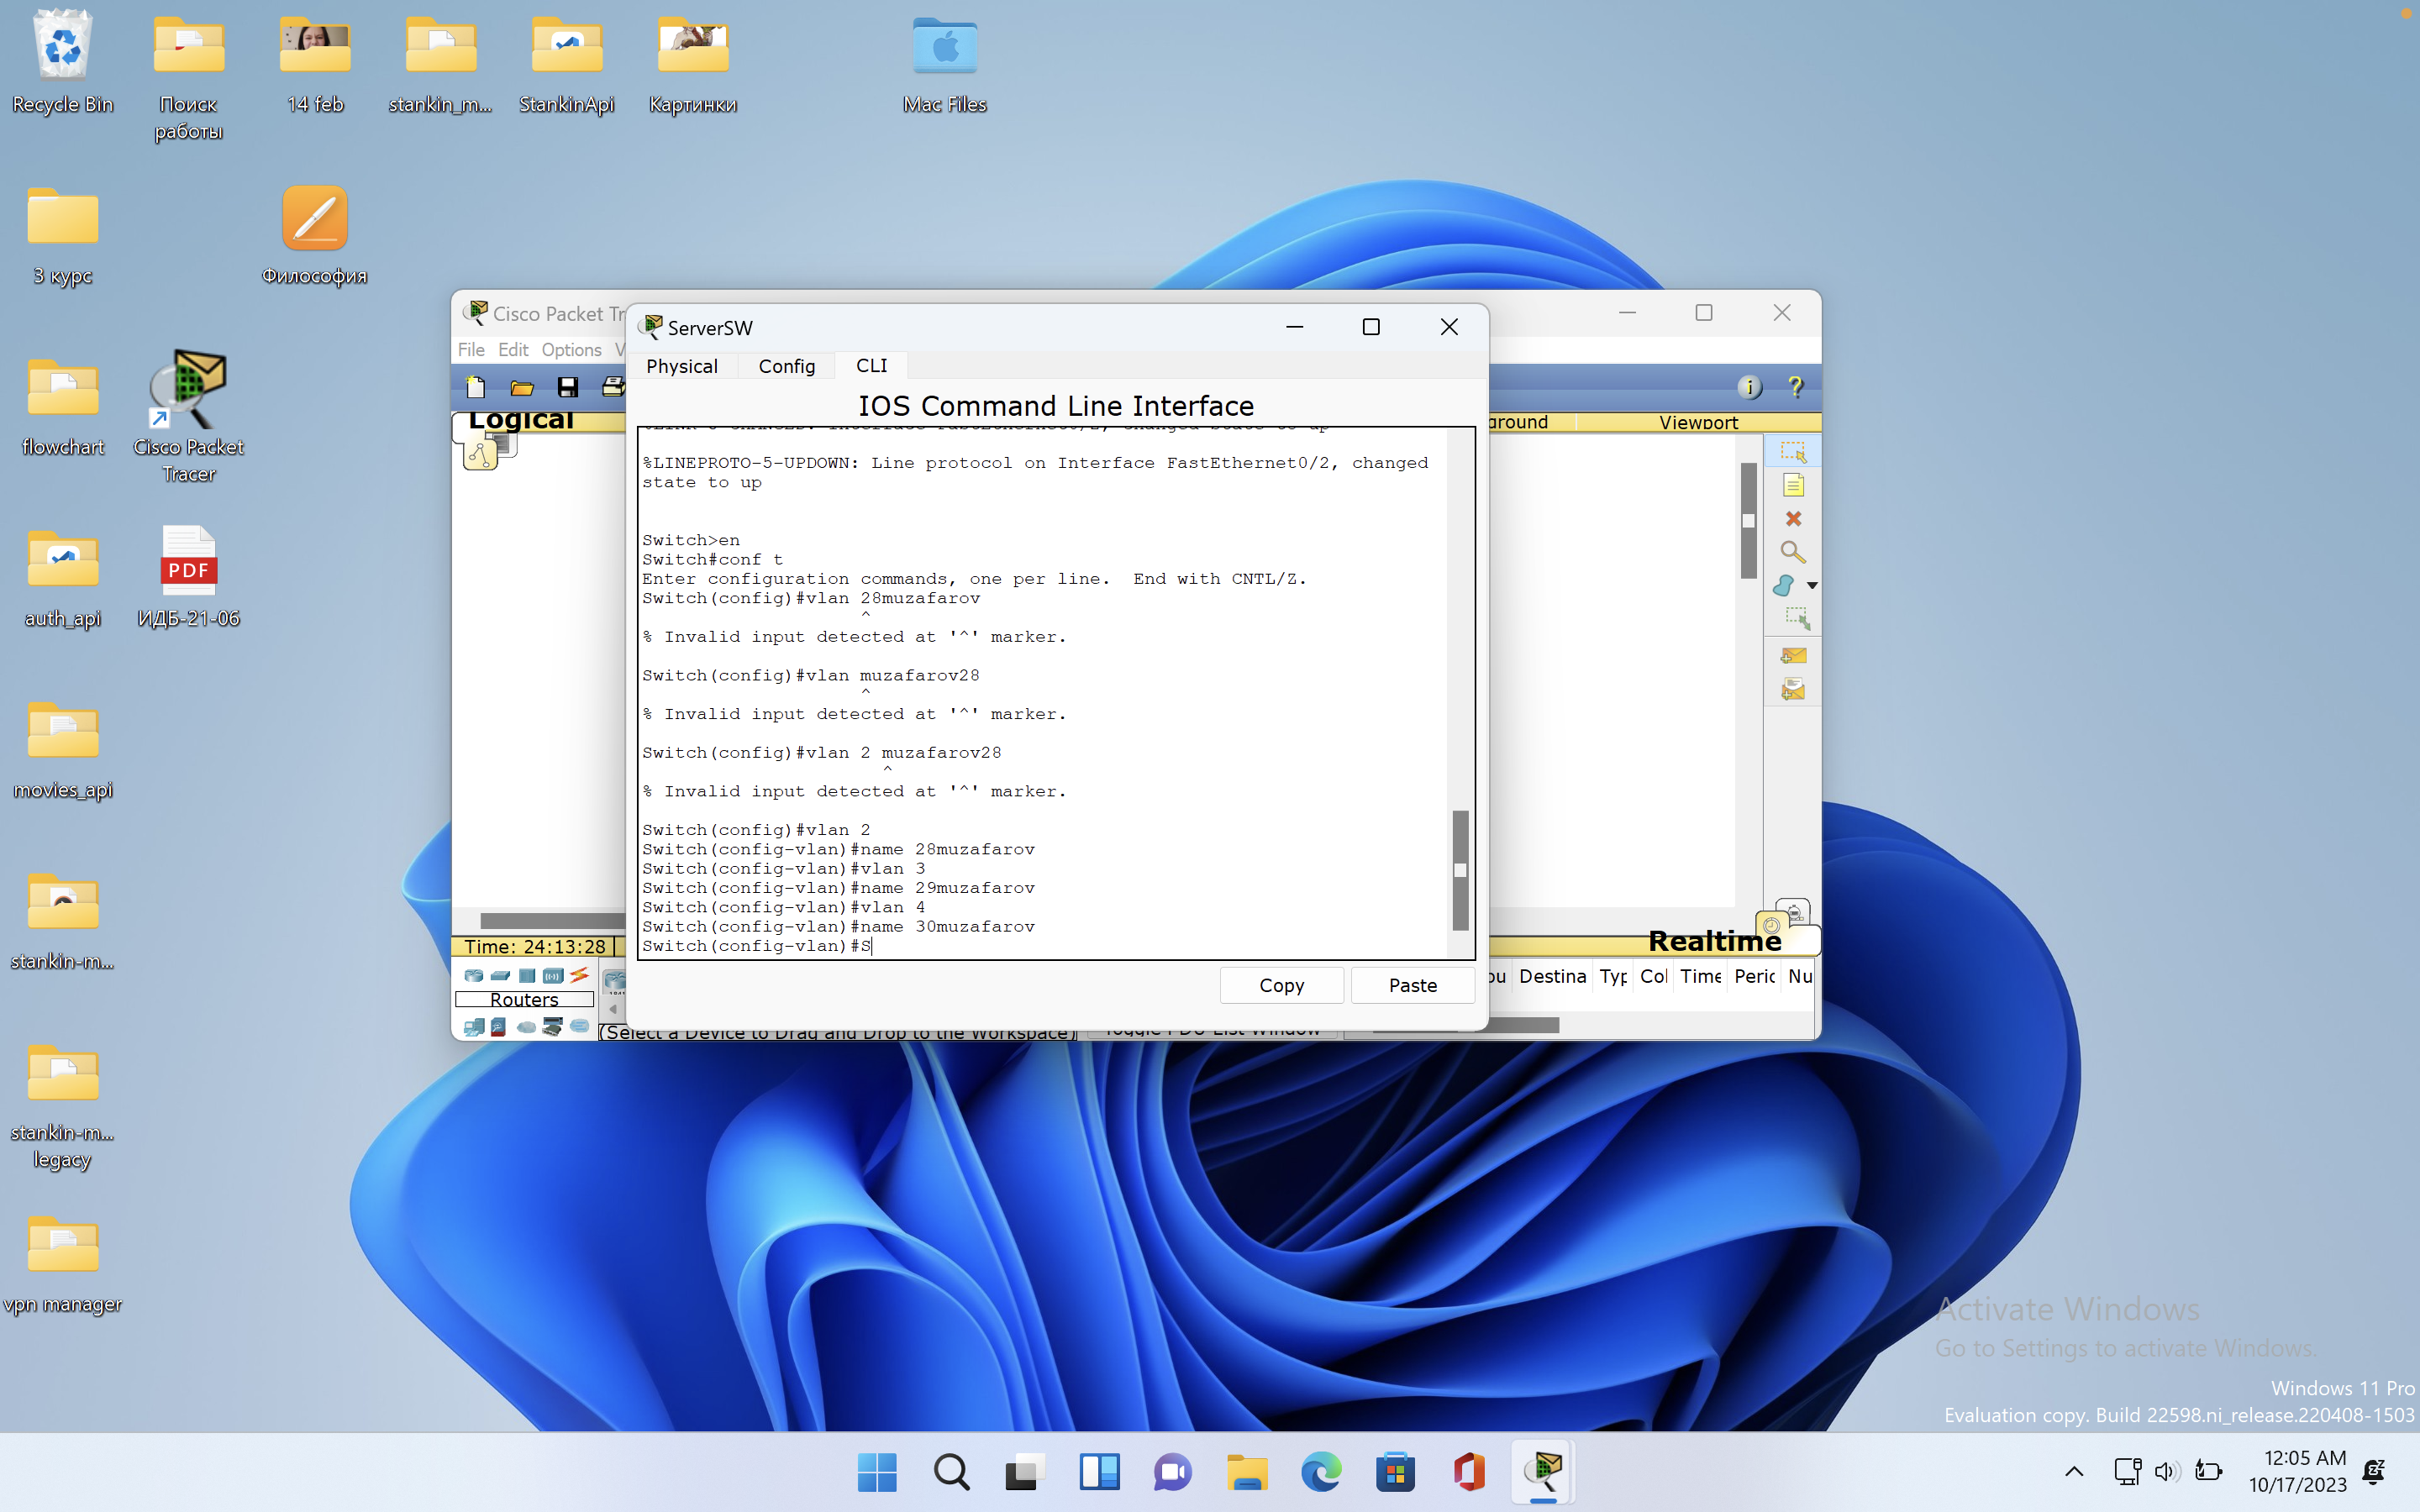 Recycle Bin
Поиск работы
14 feb
stankin_m...
StankinApi
Картинки
Mac Files
3 курс
Философия
flowchart
Cisco Packet Tracer
auth_api
PDF
ИДБ-21-06
movies_api
stankin-m...
stankin-m... legacy
vpn manager
Cisco Packet Tr
File Edit Options V
Logical
ServerSW
Physical Config CLI
IOS Command Line Interface
%LINEPROTO-5-UPDOWN: Line protocol on Interface FastEthernet0/2, changed
state to up
Switch>en
Switch#conf t
Enter configuration commands, one per line.  End with CNTL/Z.
Switch(config)#vlan 28muzafarov
^
% Invalid input detected at '^' marker.
Switch(config)#vlan muzafarov28
^
% Invalid input detected at '^' marker.
Switch(config)#vlan 2 muzafarov28
^
% Invalid input detected at '^' marker.
Switch(config)#vlan 2
Switch(config-vlan)#name 28muzafarov
Switch(config-vlan)#vlan 3
Switch(config-vlan)#name 29muzafarov
Switch(config-vlan)#vlan 4
Switch(config-vlan)#name 30muzafarov
Switch(config-vlan)#S
Copy Paste
round Viewport
Time: 24:13:28
Realtime
Routers
(Select a Device to Drag and Drop to the Workspace)
Toggle PDU List Window
ou Destina Typ Col Time Peric Nu
Activate Windows
Go to Settings to activate Windows.
Windows 11 Pro
Evaluation copy. Build 22598.ni_release.220408-1503
12:05 AM
10/17/2023